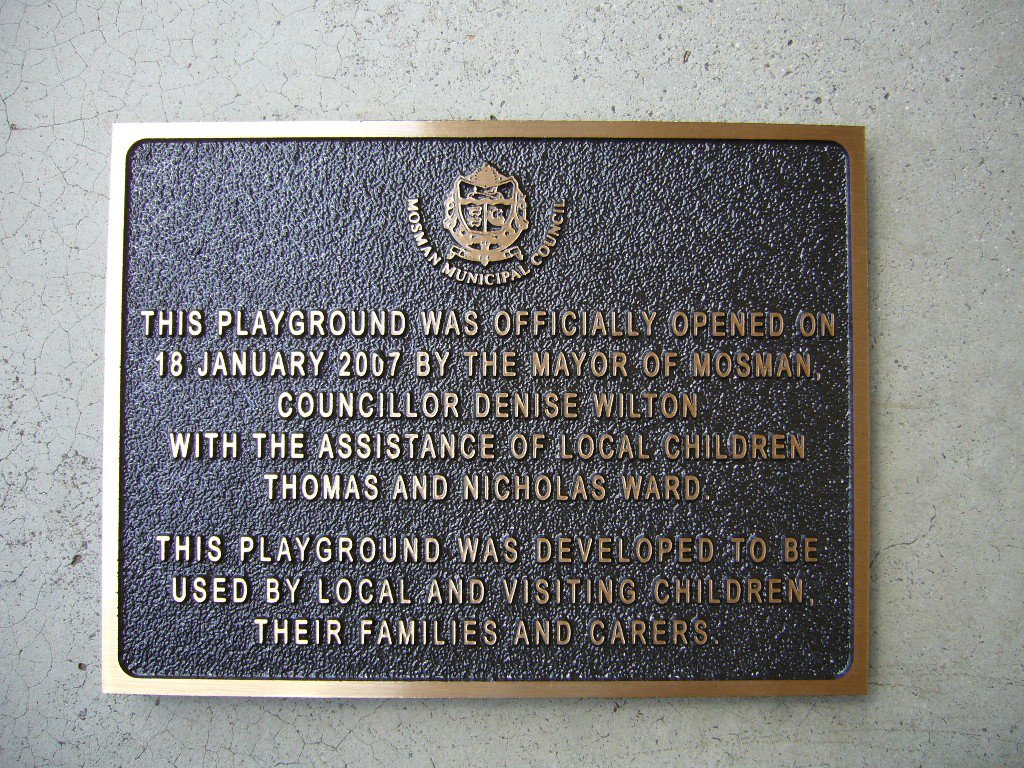 MOSMAN MUNICIPAL COUNCIL
THIS PLAYGROUND WAS OFFICIALLY OPENED ON
18 JANUARY 2007 BY THE MAYOR OF MOSMAN,
COUNCILLOR DENISE WILTON
WITH THE ASSISTANCE OF LOCAL CHILDREN
THOMAS AND NICHOLAS WARD.
THIS PLAYGROUND WAS DEVELOPED TO BE
USED BY LOCAL AND VISITING CHILDREN,
THEIR FAMILIES AND CARERS.